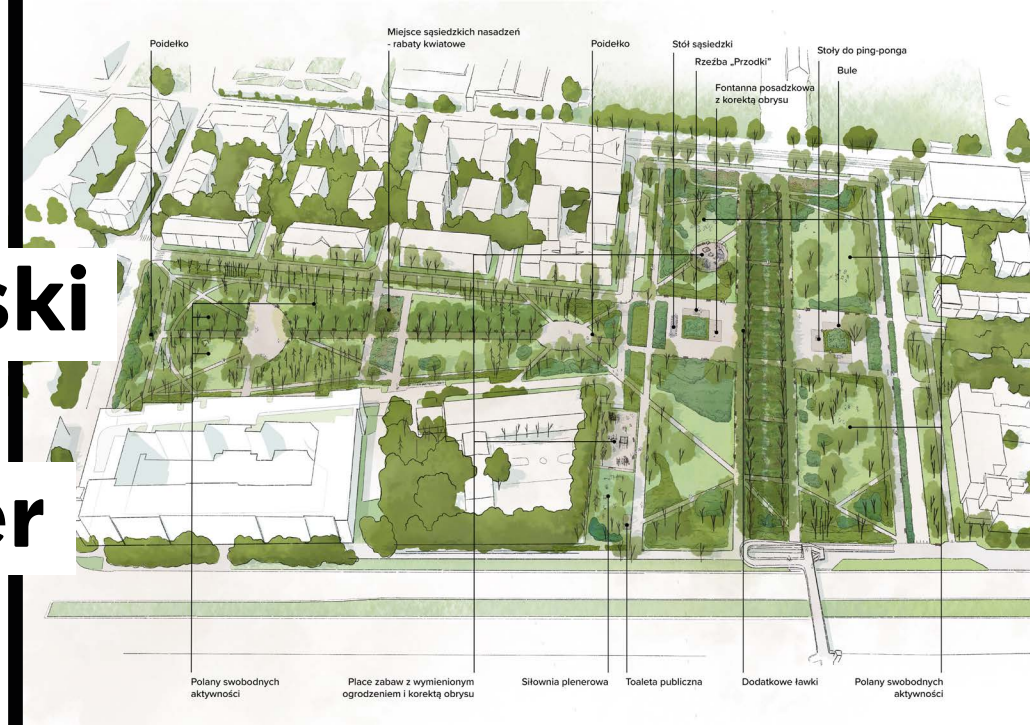 Poidełko
Miejsce sąsiedzkich nasadzeń
- rabaty kwiatowe
Poidełko
Stół sąsiedzki
Rzeźba „Przodki”
Fontanna posadzkowa
z korektą obrysu
Stoły do ping-ponga
Bule
ski
er
Polany swobodnych
aktywności
Place zabaw z wymienionym
ogrodzeniem i korektą obrysu
Siłownia plenerowa
Toaleta publiczna
Dodatkowe ławki
Polany swobodnych
aktywności